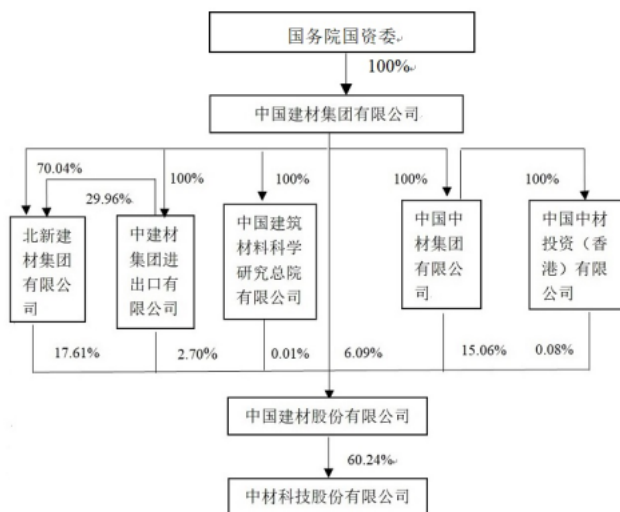 国务院国资委
100%
中国建材集团有限公司
70.04%
29.96%
100%
100%
100%
100%
北新建
材集团
有限公
司
中建材
集团进
出口有
限公司
中国建筑
材料科学
研究总院
有限公司
中国中
材集团
有限公
司
中国中材
投资（香
港）有限
公司
17.61%
2.70%
0.01%
6.09%
15.06%
0.08%
中国建材股份有限公司
60.24%
中材科技股份有限公司